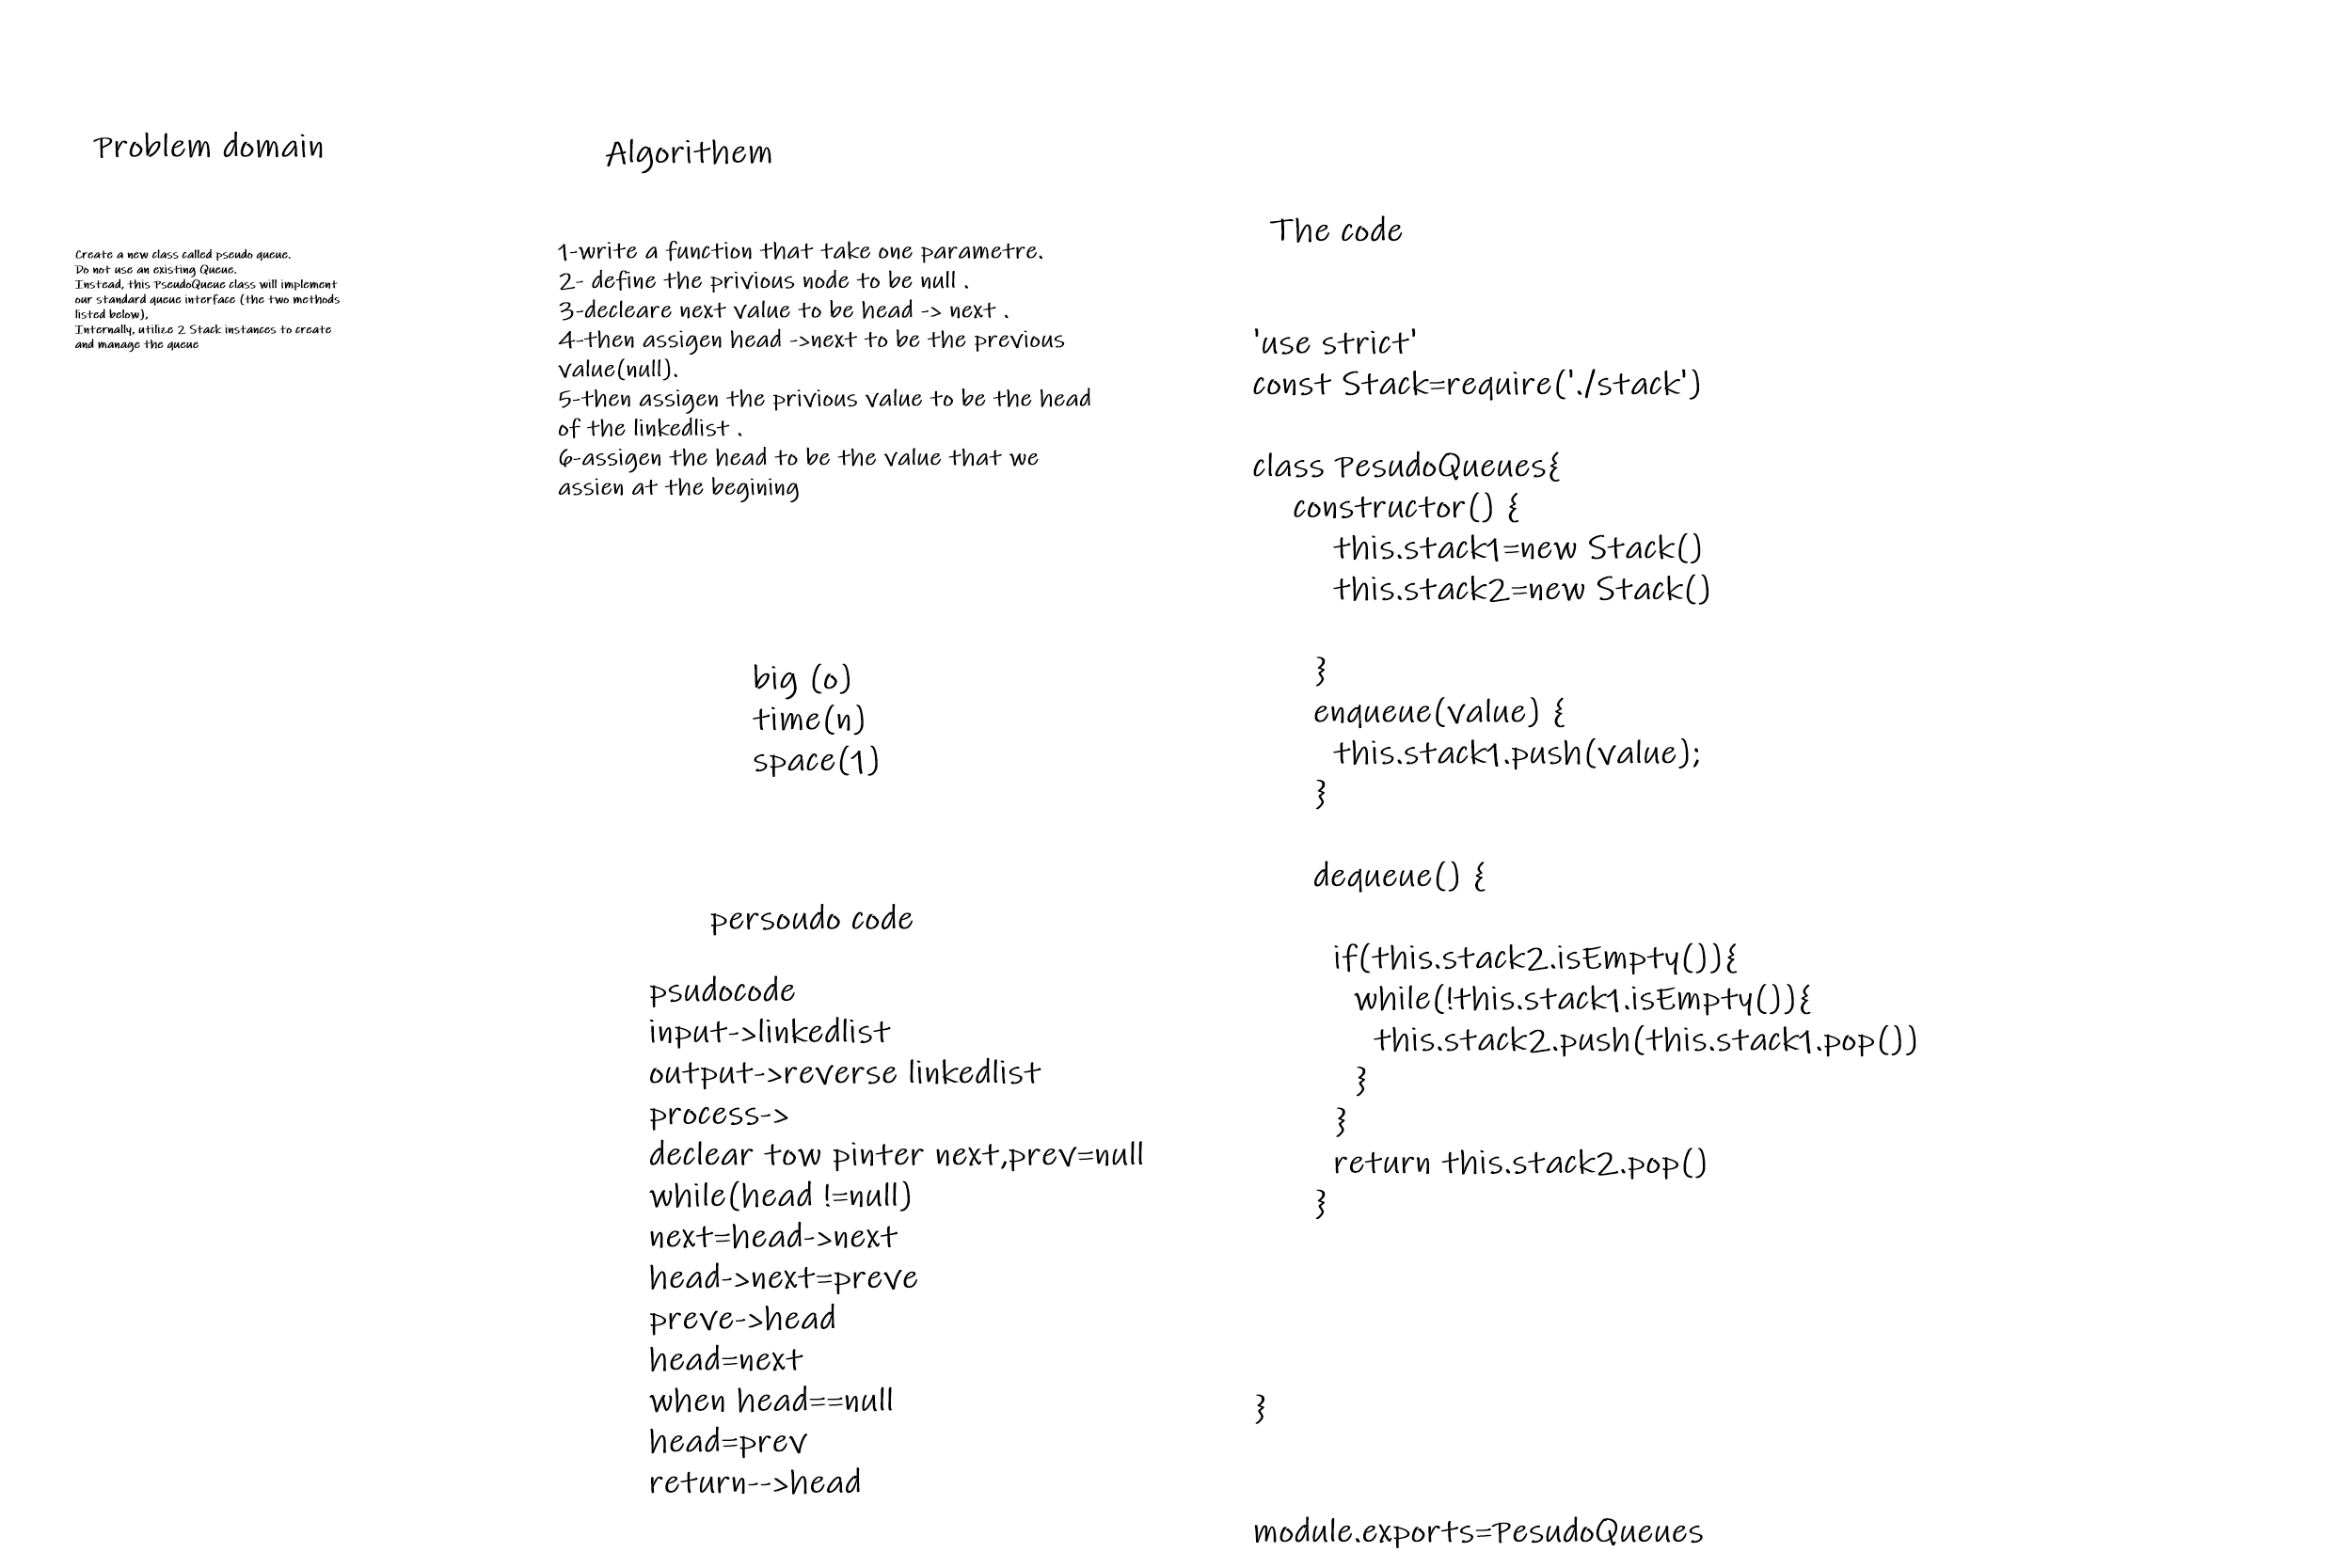 Problem domain
Create a new class called pseudo queue.
Do not use an existing Queue.
Instead, this PseudoQueue class will implement
our standard queue interface (the two methods
listed below),
Internally, utilize 2 Stack instances to create
and manage the queue
Algorithem
1-write a function that take one parametre.
2- define the privious node to be null .
3-decleare next value to be head -> next .
4-then assigen head ->next to be the previous
value(null).
5-then assigen the privious value to be the head
of the linkedlist .
6-assigen the head to be the value that we
assien at the begining
big (o)
time(n)
space(1)
persoudo code
psudocode
input->linkedlist
output->reverse linkedlist
process->
declear tow pinter next,prev=null
while(head !=null)
next=head->next
head->next=preve
preve->head
head=next
when head==null
head=prev
return-->head
The code
'use strict'
const Stack=require('./stack')
class PesudoQueues{
constructor() {
this.stack1=new Stack()
this.stack2=new Stack()
}
enqueue(value) {
this.stack1.push(value);
}
dequeue() {
if(this.stack2.isEmpty()){
while(!this.stack1.isEmpty()){
this.stack2.push(this.stack1.pop())
}
}
return this.stack2.pop()
}
}
module.exports=PesudoQueues